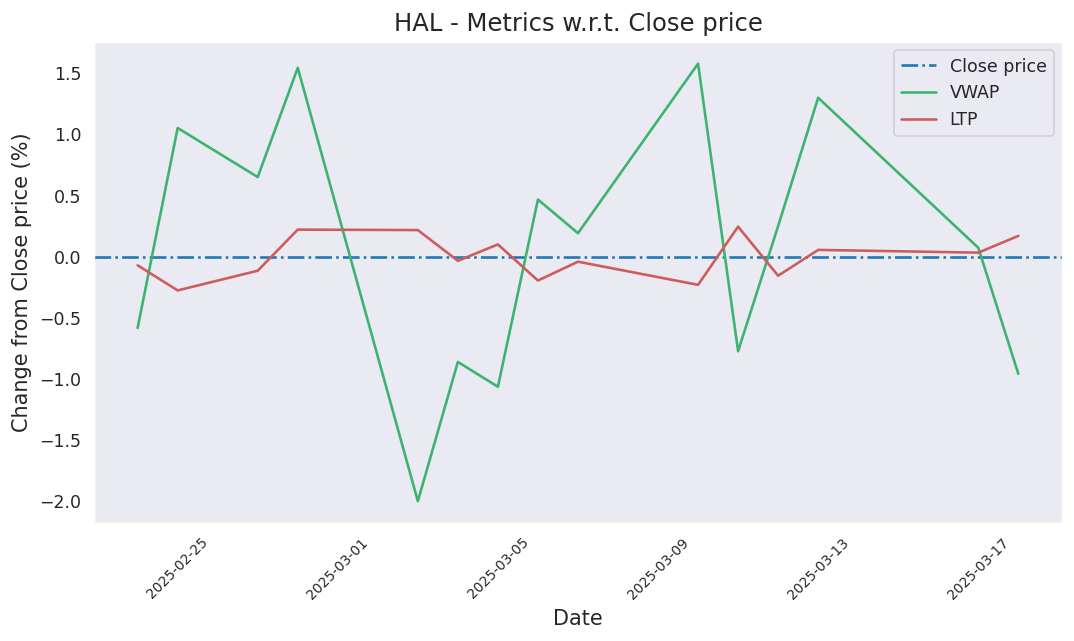 HAL - Metrics w.r.t. Close price
Close price
VWAP
LTP
Change from Close price (%)
1.5
1.0
0.5
0.0
−0.5
−1.0
−1.5
−2.0
2025-02-25
2025-03-01
2025-03-05
2025-03-09
2025-03-13
2025-03-17
Date